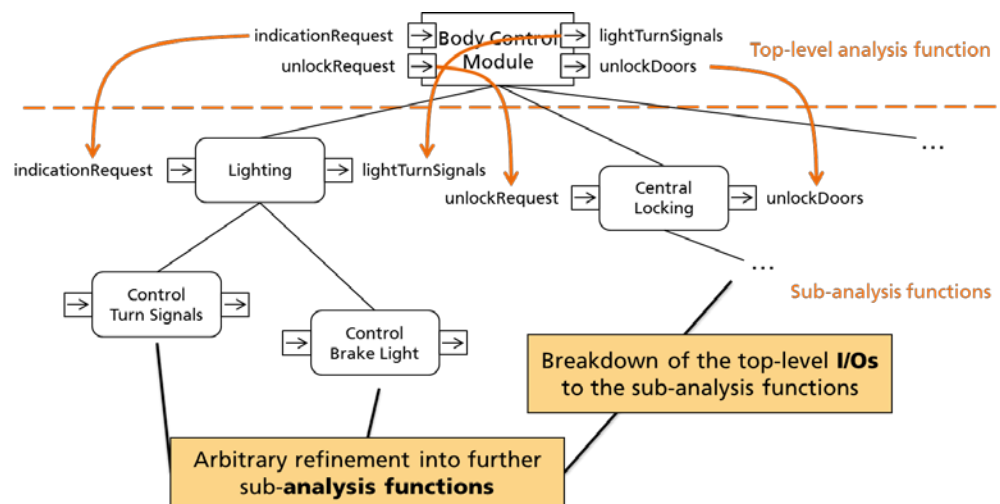 indicationRequest
Body Control
Module
lightTurnSignals
unlockRequest
unlockDoors
Top-level analysis function
...
indicationRequest
Lighting
lightTurnSignals
unlockRequest
Central
Locking
unlockDoors
...
Sub-analysis functions
Control
Turn Signals
Control
Brake Light
Breakdown of the top-level I/Os
to the sub-analysis functions
Arbitrary refinement into further
sub-analysis functions